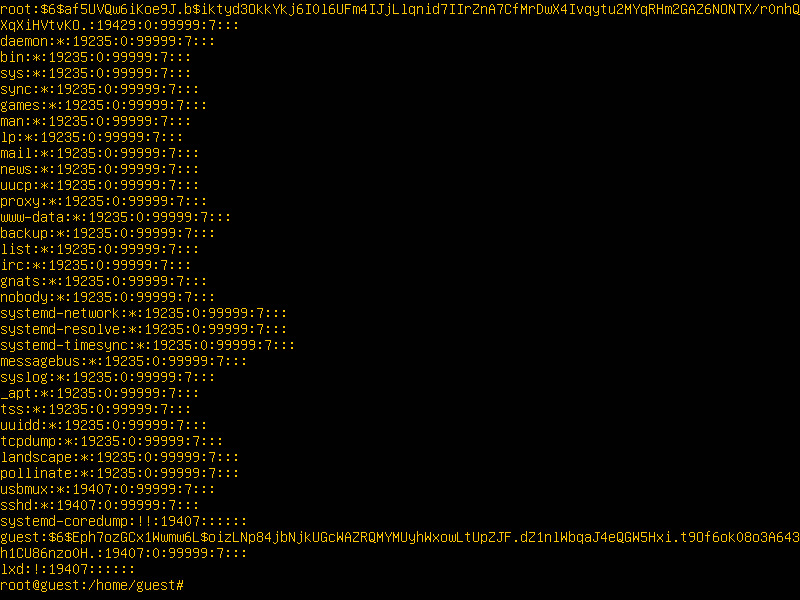 root:$6$af5UVQw6iKoe9J.b$iktyd3OkkYkj6I0l6UFm4IJjLlqnid7IIrZnA7CfMrDwX4Ivqytu2MYqRHm2GAZ6NONTX/r0nhQ
XqXiHVtvKO.:19429:0:99999:7:::
daemon:*:19235:0:99999:7:::
bin:*:19235:0:99999:7:::
sys:*:19235:0:99999:7:::
sync:*:19235:0:99999:7:::
games:*:19235:0:99999:7:::
man:*:19235:0:99999:7:::
lp:*:19235:0:99999:7:::
mail:*:19235:0:99999:7:::
news:*:19235:0:99999:7:::
uucp:*:19235:0:99999:7:::
proxy:*:19235:0:99999:7:::
www-data:*:19235:0:99999:7:::
backup:*:19235:0:99999:7:::
list:*:19235:0:99999:7:::
irc:*:19235:0:99999:7:::
gnats:*:19235:0:99999:7:::
nobody:*:19235:0:99999:7:::
systemd-network:*:19235:0:99999:7:::
systemd-resolve:*:19235:0:99999:7:::
systemd-timesync:*:19235:0:99999:7:::
messagebus:*:19235:0:99999:7:::
syslog:*:19235:0:99999:7:::
_apt:*:19235:0:99999:7:::
tss:*:19235:0:99999:7:::
uuidd:*:19235:0:99999:7:::
tcpdump:*:19235:0:99999:7:::
landscape:*:19235:0:99999:7:::
pollinate:*:19235:0:99999:7:::
usbmux:*:19407:0:99999:7:::
sshd:*:19407:0:99999:7:::
systemd-coredump:!!:19407::::::
guest:$6$Eph7ozGCx1Wwmw6L$oizLNp84jbNjkUGcWAZRQMYMUyhWxowLtUpZJF.dZ1nlWbqaJ4eQGW5Hxi.t9Of6ok08o3A643
h1CU86nzoOH.:19407:0:99999:7:::
lxd:!:19407::::::
root@guest:/home/guest#